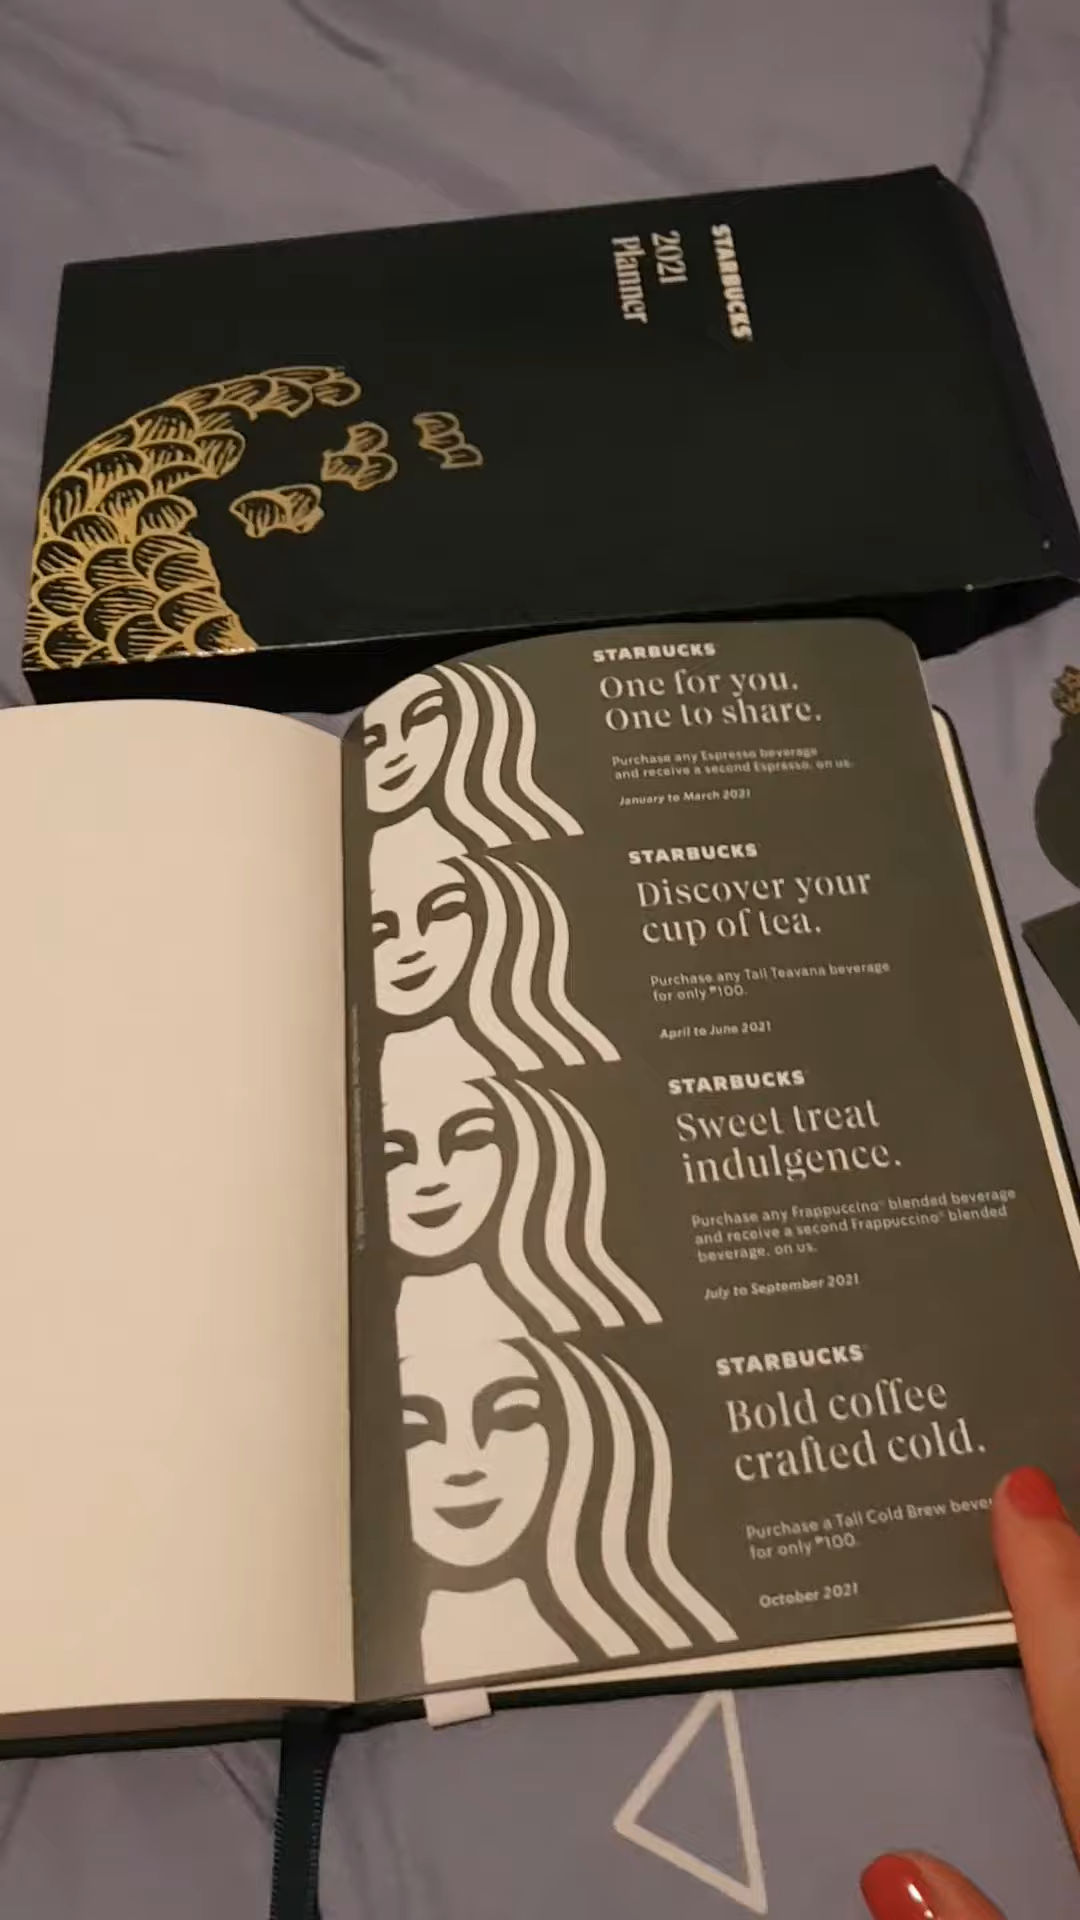 STARBUCKS
2021
Planner
STARBUCKS
One for you.
One to share.
Purchase any Espresso beverage
and receive a second Espresso, on us.
January to March 2021
STARBUCKS
Discover your
cup of tea.
Purchase any Tall Teavana beverage
for only ₱100.
April to June 2021
STARBUCKS
Sweet treat
indulgence.
Purchase any Frappuccino® blended beverage
and receive a second Frappuccino® blended
beverage, on us.
July to September 2021
STARBUCKS
Bold coffee
crafted cold.
Purchase a Tall Cold Brew
for only ₱100.
October 2021